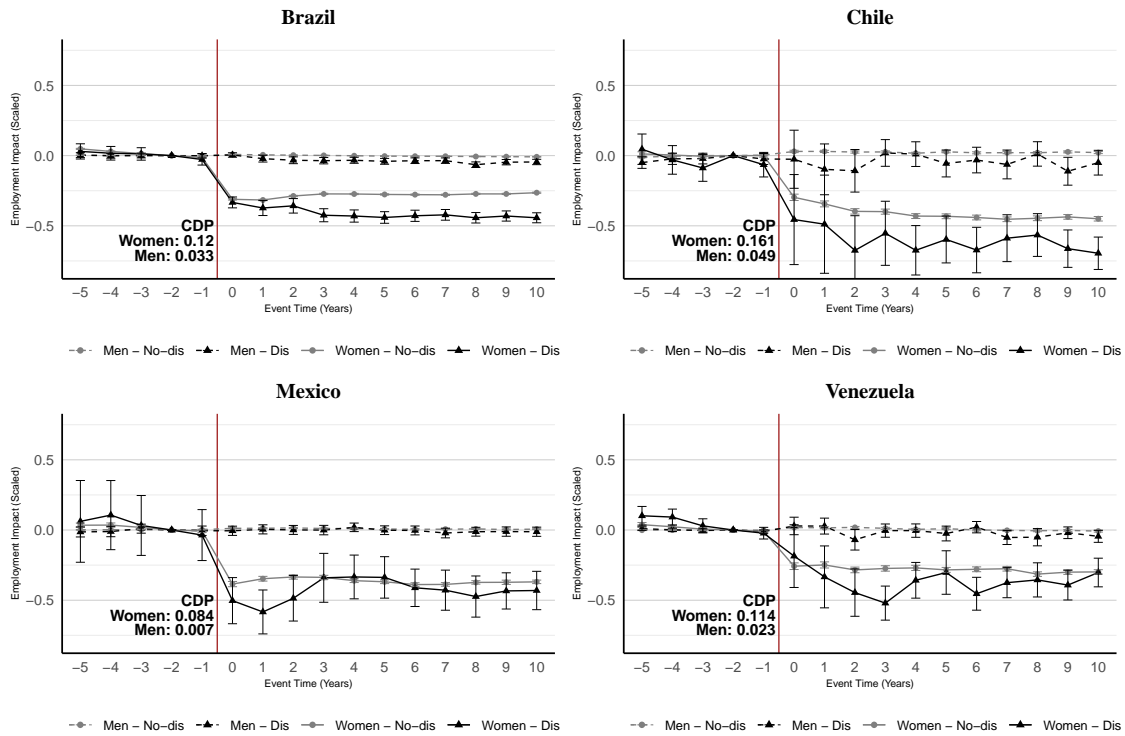 Brazil
Employment Impact (Scaled)
0.5
0.0
−0.5
CDP
Women: 0.12
Men: 0.033
−5 −4 −3 −2 −1 0 1 2 3 4 5 6 7 8 9 10
Event Time (Years)
Men − No−dis Men − Dis Women − No−dis Women − Dis
Chile
Employment Impact (Scaled)
0.5
0.0
−0.5
CDP
Women: 0.161
Men: 0.049
−5 −4 −3 −2 −1 0 1 2 3 4 5 6 7 8 9 10
Event Time (Years)
Men − No−dis Men − Dis Women − No−dis Women − Dis
Mexico
Employment Impact (Scaled)
0.5
0.0
−0.5
CDP
Women: 0.084
Men: 0.007
−5 −4 −3 −2 −1 0 1 2 3 4 5 6 7 8 9 10
Event Time (Years)
Men − No−dis Men − Dis Women − No−dis Women − Dis
Venezuela
Employment Impact (Scaled)
0.5
0.0
−0.5
CDP
Women: 0.114
Men: 0.023
−5 −4 −3 −2 −1 0 1 2 3 4 5 6 7 8 9 10
Event Time (Years)
Men − No−dis Men − Dis Women − No−dis Women − Dis